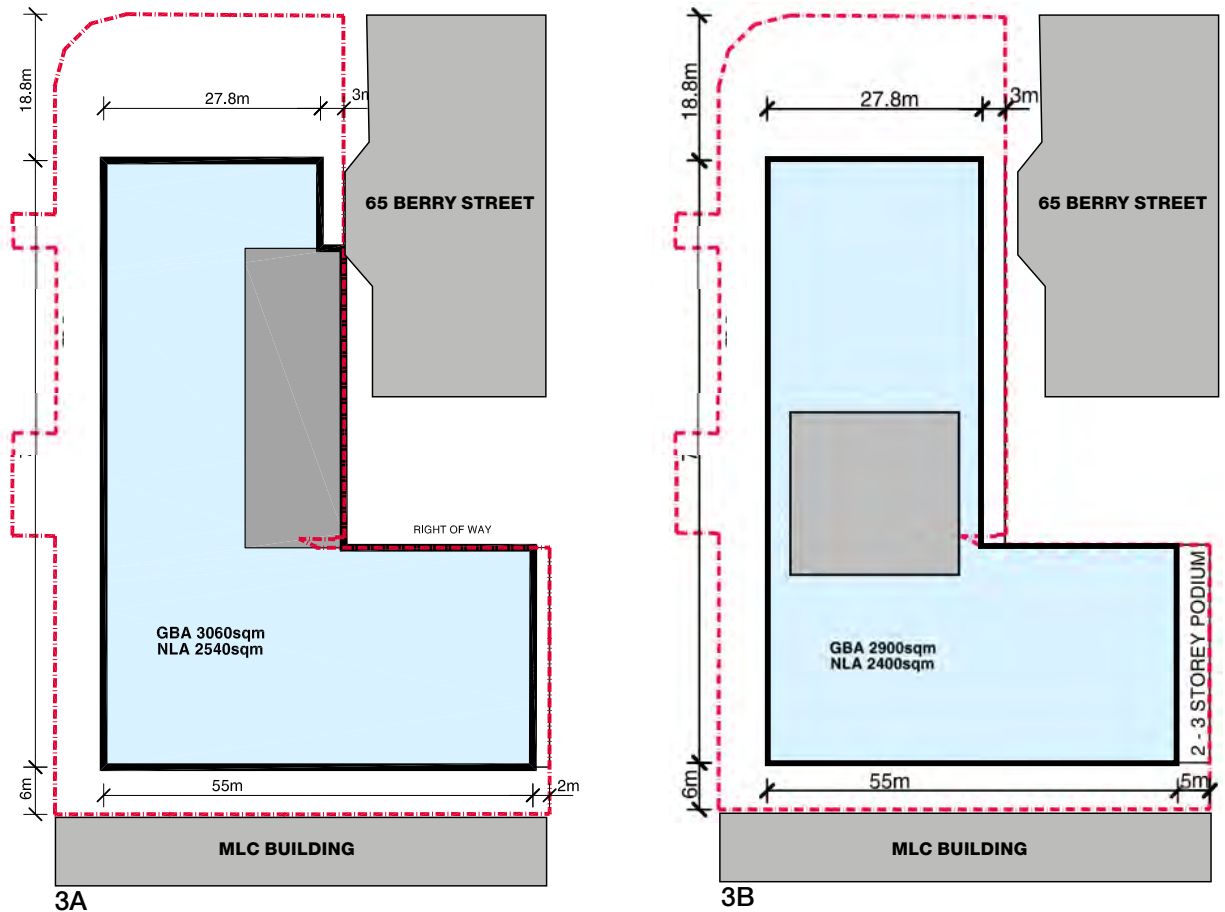 18.8m
27.8m
3m
65 BERRY STREET
RIGHT OF WAY
GBA 3060sqm
NLA 2540sqm
6m
55m
2m
MLC BUILDING
3A
18.8m
27.8m
3m
65 BERRY STREET
GBA 2900sqm
NLA 2400sqm
2 - 3 STOREY PODIUM
6m
55m
5m
MLC BUILDING
3B